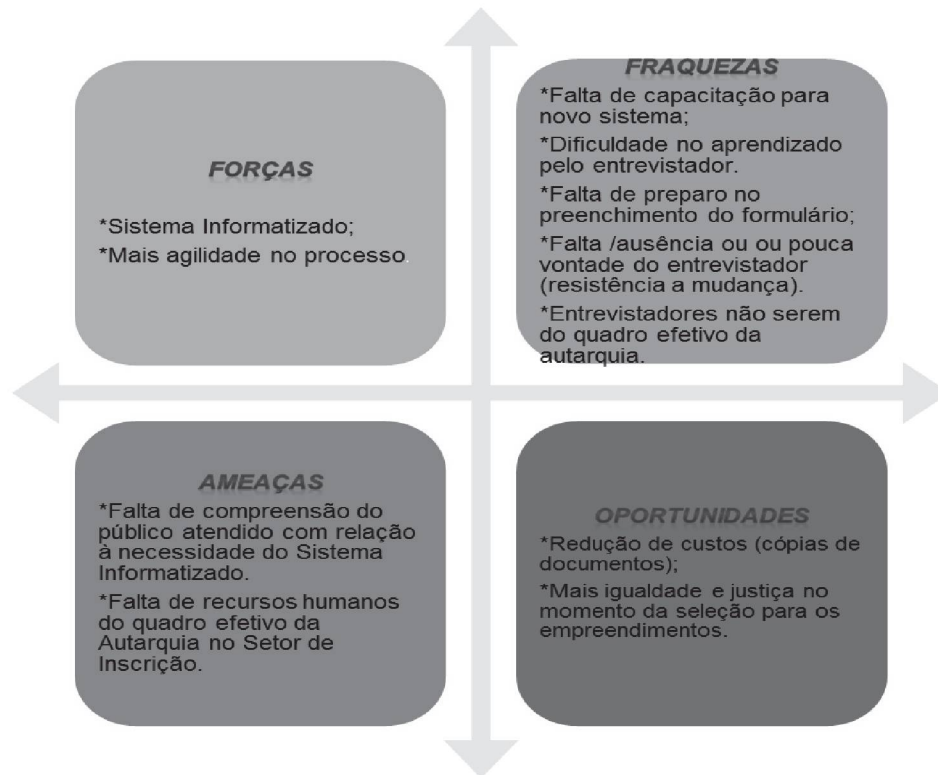 FORÇAS
*Sistema Informatizado;
*Mais agilidade no processo.
FRAQUEZAS
*Falta de capacitação para
novo sistema;
*Dificuldade no aprendizado
pelo entrevistador.
*Falta de preparo no
preenchimento do formulário;
*Falta /ausência ou ou pouca
vontade do entrevistador
(resistência a mudança).
*Entrevistadores não serem
do quadro efetivo da
autarquia.
AMEAÇAS
*Falta de compreensão do
público atendido com relação
à necessidade do Sistema
Informatizado.
*Falta de recursos humanos
do quadro efetivo da
Autarquia no Setor de
Inscrição.
OPORTUNIDADES
*Redução de custos (cópias de
documentos);
*Mais igualdade e justiça no
momento da seleção para os
empreendimentos.